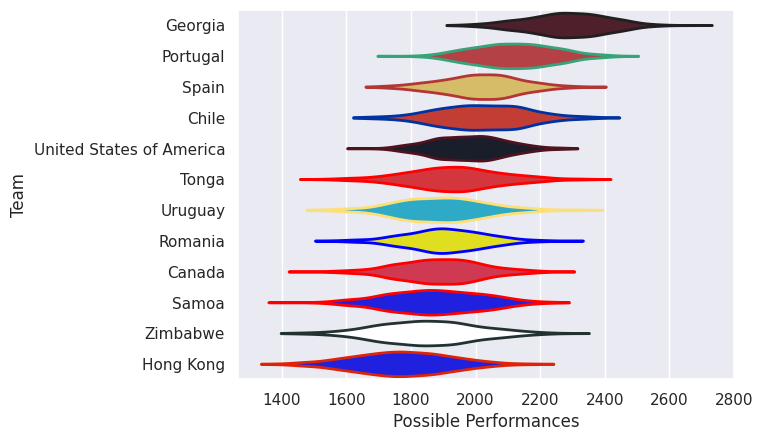 Georgia
Portugal
Spain
Chile
United States of America
Tonga
Uruguay
Romania
Canada
Samoa
Zimbabwe
Hong Kong
Team
1400 1600 1800 2000 2200 2400 2600 2800
Possible Performances